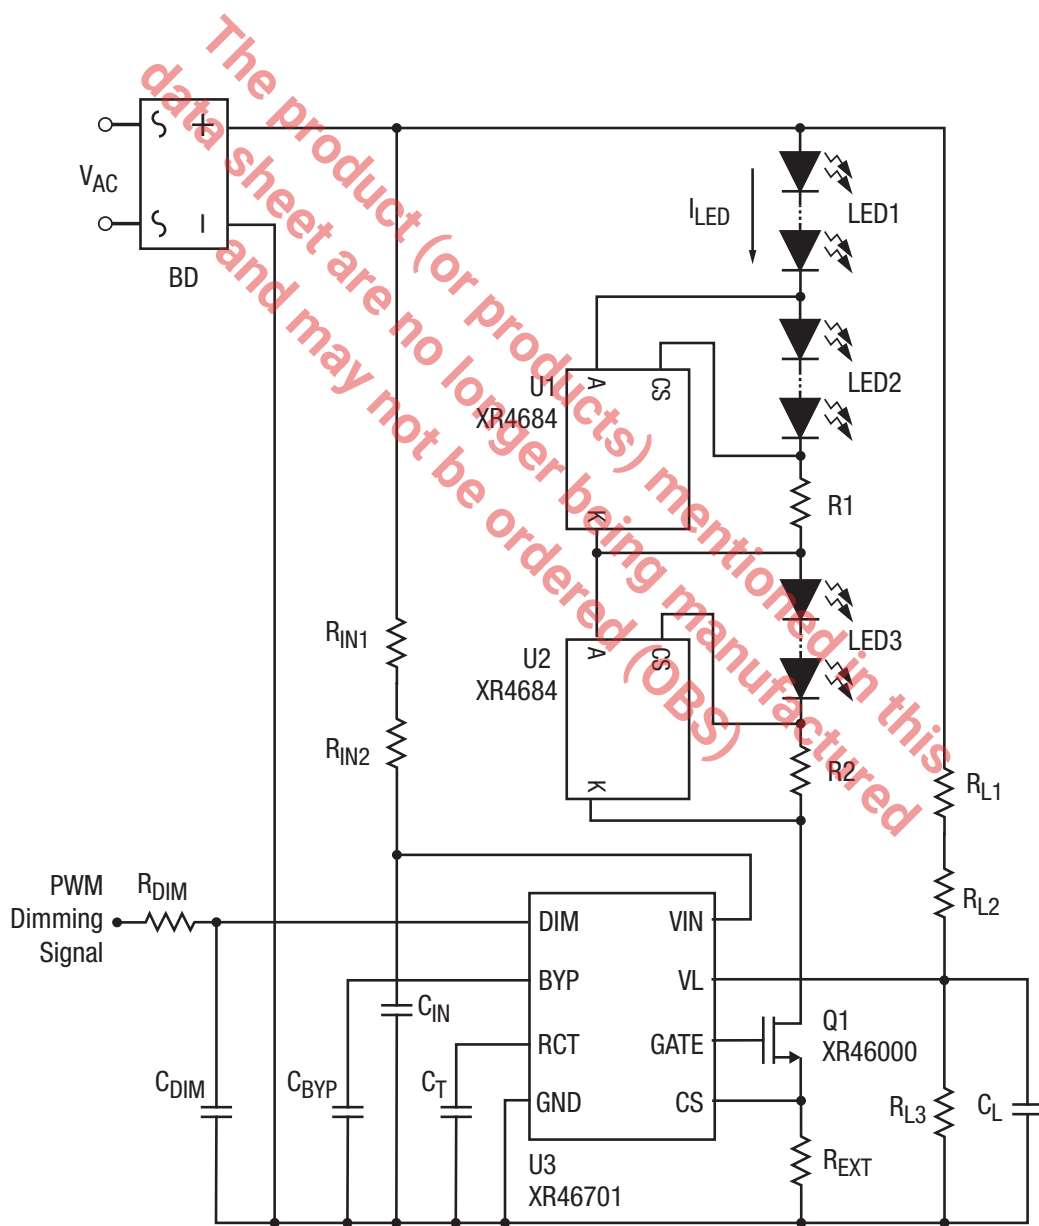 The product (or products) mentioned in this
data sheet are no longer being manufactured
and may not be ordered (OBS)
VAC
BD
ILED
LED1
LED2
A
CS
U1
XR4684
K
R1
LED3
A
CS
U2
XR4684
K
R2
RIN1
RIN2
RL1
RL2
PWM
Dimming
Signal
RDIM
DIM
VIN
BYP
VL
RCT
GATE
GND
CS
CIN
CDIM
CBYP
CT
Q1
XR46000
RL3
CL
REXT
U3
XR46701